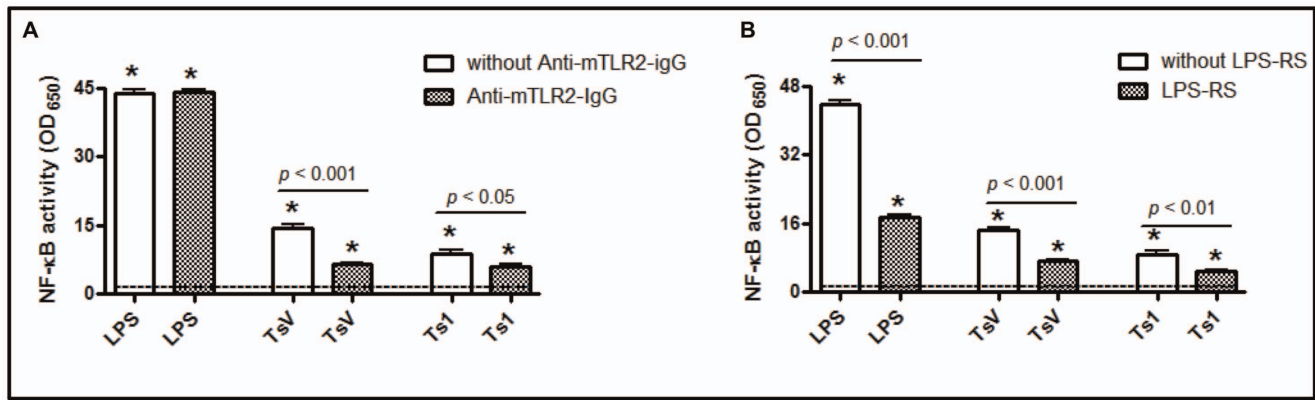 A
without Anti-mTLR2-igG
Anti-mTLR2-IgG
NF-κB activity (OD650)
45
30
15
0
*
*
p < 0.001
*
*
p < 0.05
*
*
LPS
LPS
TsV
TsV
Ts1
Ts1
B
without LPS-RS
LPS-RS
NF-κB activity (OD650)
48
32
16
0
p < 0.001
*
*
p < 0.001
*
*
p < 0.01
*
*
LPS
LPS
TsV
TsV
Ts1
Ts1